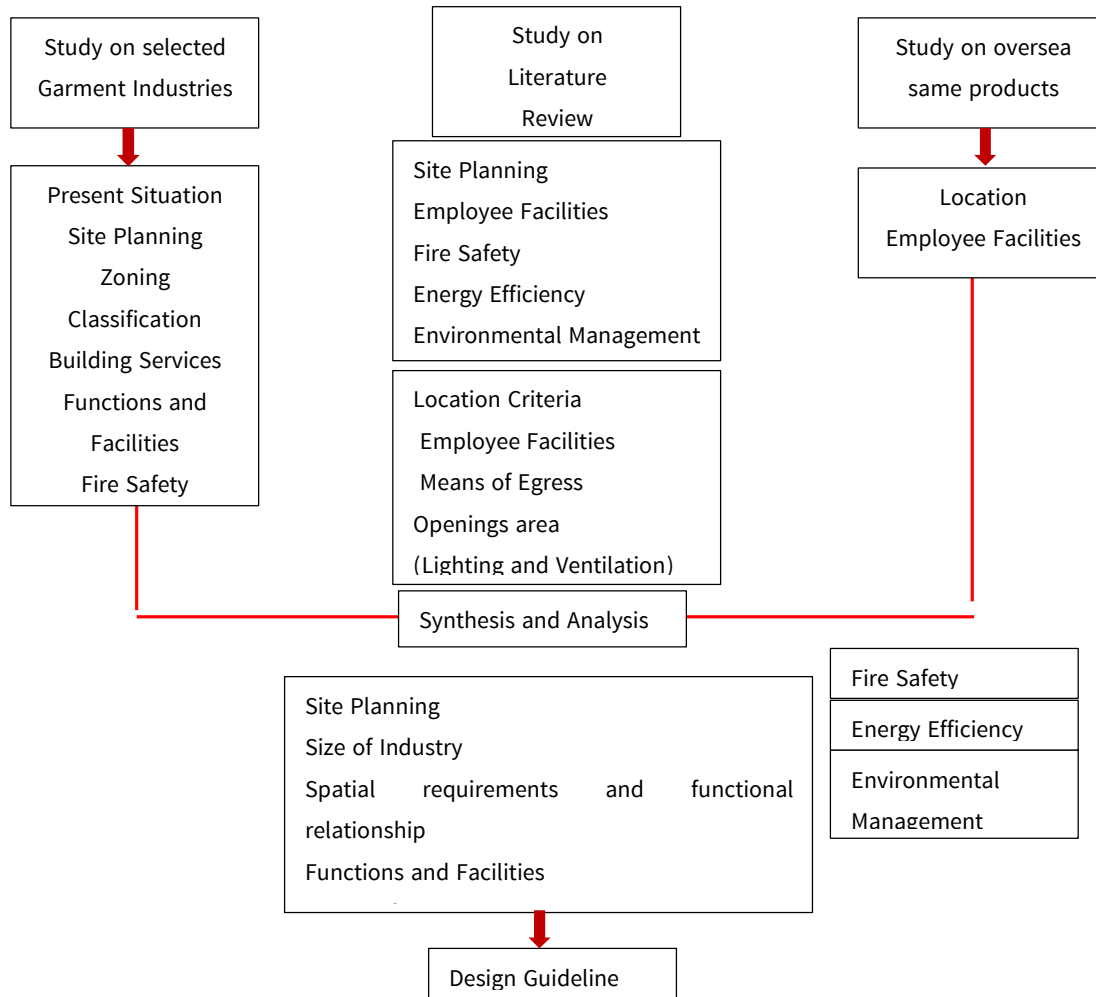 Study on selected
Garment Industries
Study on
Literature
Review
Study on oversea
same products
Present Situation
Site Planning
Zoning
Classification
Building Services
Functions and
Facilities
Fire Safety
Site Planning
Employee Facilities
Fire Safety
Energy Efficiency
Environmental Management
Location
Employee Facilities
Location Criteria
Employee Facilities
Means of Egress
Openings area
(Lighting and Ventilation)
Synthesis and Analysis
Site Planning
Size of Industry
Spatial requirements and functional
relationship
Functions and Facilities
Fire Safety
Energy Efficiency
Environmental
Management
Design Guideline